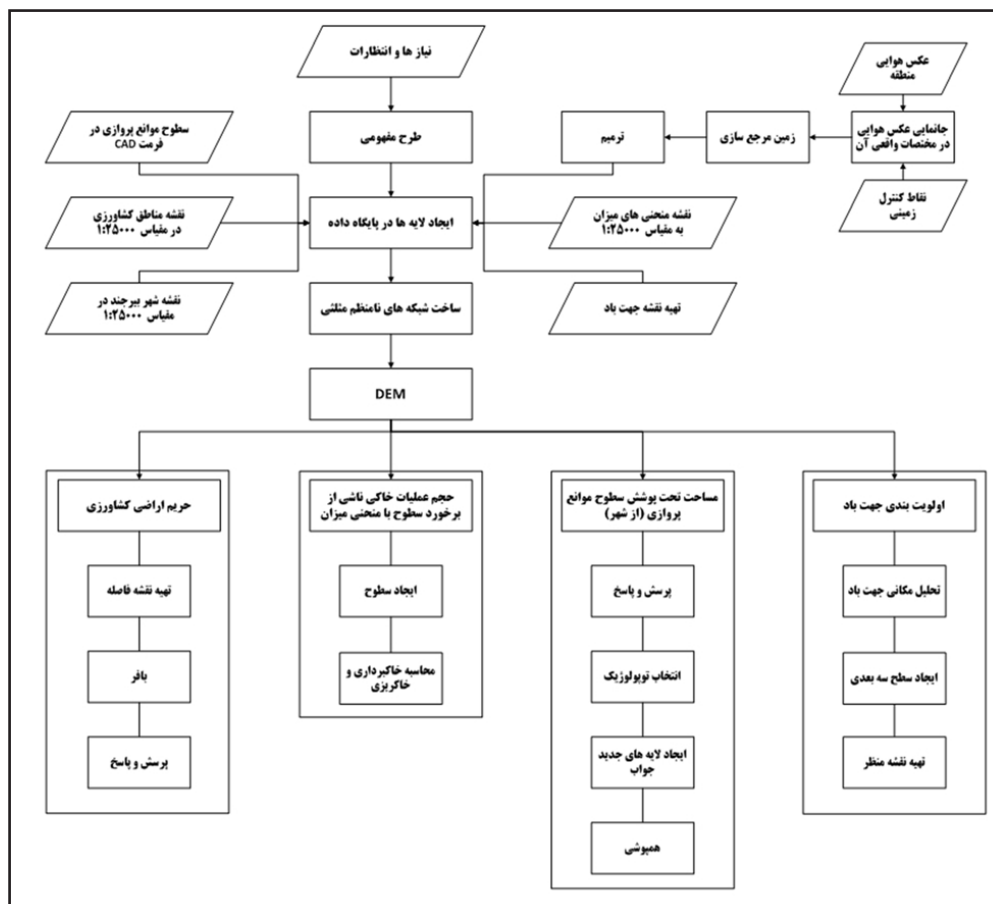 نیاز ها و انتظارات
عکس هوایی
منطقه
سطوح موانع پروازی در
فرمت CAD
طرح مفهومی
ترمیم
زمین مرجع سازی
جانمایی عکس هوایی
در مختصات واقعی آن
نقشه مناطق کشاورزی
در مقیاس ۱:۲۵۰۰۰
ایجاد لایه ها در پایگاه داده
نقشه منحنی های میزان
به مقیاس ۱:۲۵۰۰۰
نقاط کنترل
زمینی
نقشه شهر بیرجند در
مقیاس ۱:۲۵۰۰۰
ساخت شبکه های نامنظم مثلثی
تهیه نقشه جهت باد
DEM
حریم اراضی کشاورزی
تهیه نقشه فاصله
بافر
پرسش و پاسخ
حجم عملیات خاکی ناشی از
برخورد سطوح با منحنی میزان
ایجاد سطوح
محاسبه خاکبرداری و
خاکریزی
مساحت تحت پوشش سطوح موانع
پروازی (از شهر)
پرسش و پاسخ
انتخاب توپولوژیک
ایجاد لایه های جدید
جواب
همپوشی
اولویت بندی جهت باد
تحلیل مکانی جهت باد
ایجاد سطح سه بعدی
تهیه نقشه منظر